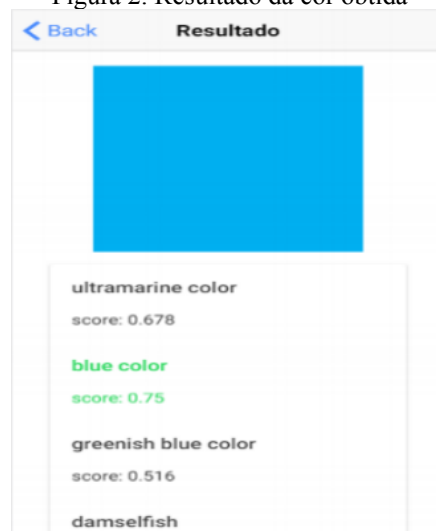 Figura 2: Resultado da cor obtida
Back Resultado
ultramarine color
score: 0.678
blue color
score: 0.75
greenish blue color
score: 0.516
damselfish